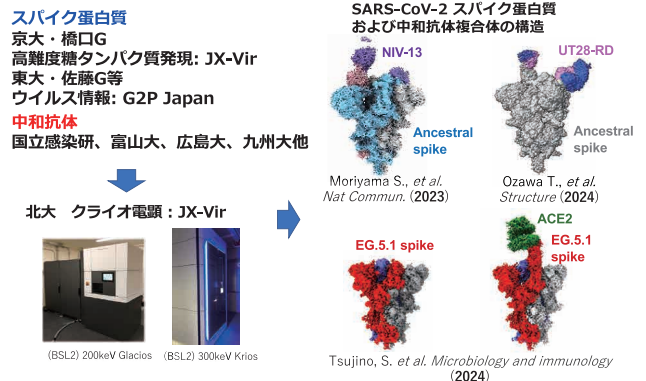 スパイク蛋白質
京大・橋口G
高難度糖タンパク質発現: JX-Vir
東大・佐藤G等
ウイルス情報: G2P Japan
中和抗体
国立感染研、富山大、広島大、九州大他
北大　クライオ電顕：JX-Vir
(BSL2) 200keV Glacios
(BSL2) 300keV Krios
SARS-CoV-2 スパイク蛋白質
および中和抗体複合体の構造
NIV-13
Ancestral
spike
Moriyama S., et al.
Nat Commun. (2023)
UT28-RD
Ancestral
spike
Ozawa T., et al.
Structure (2024)
EG.5.1 spike
ACE2
EG.5.1
spike
Tsujino, S. et al. Microbiology and immunology
(2024)